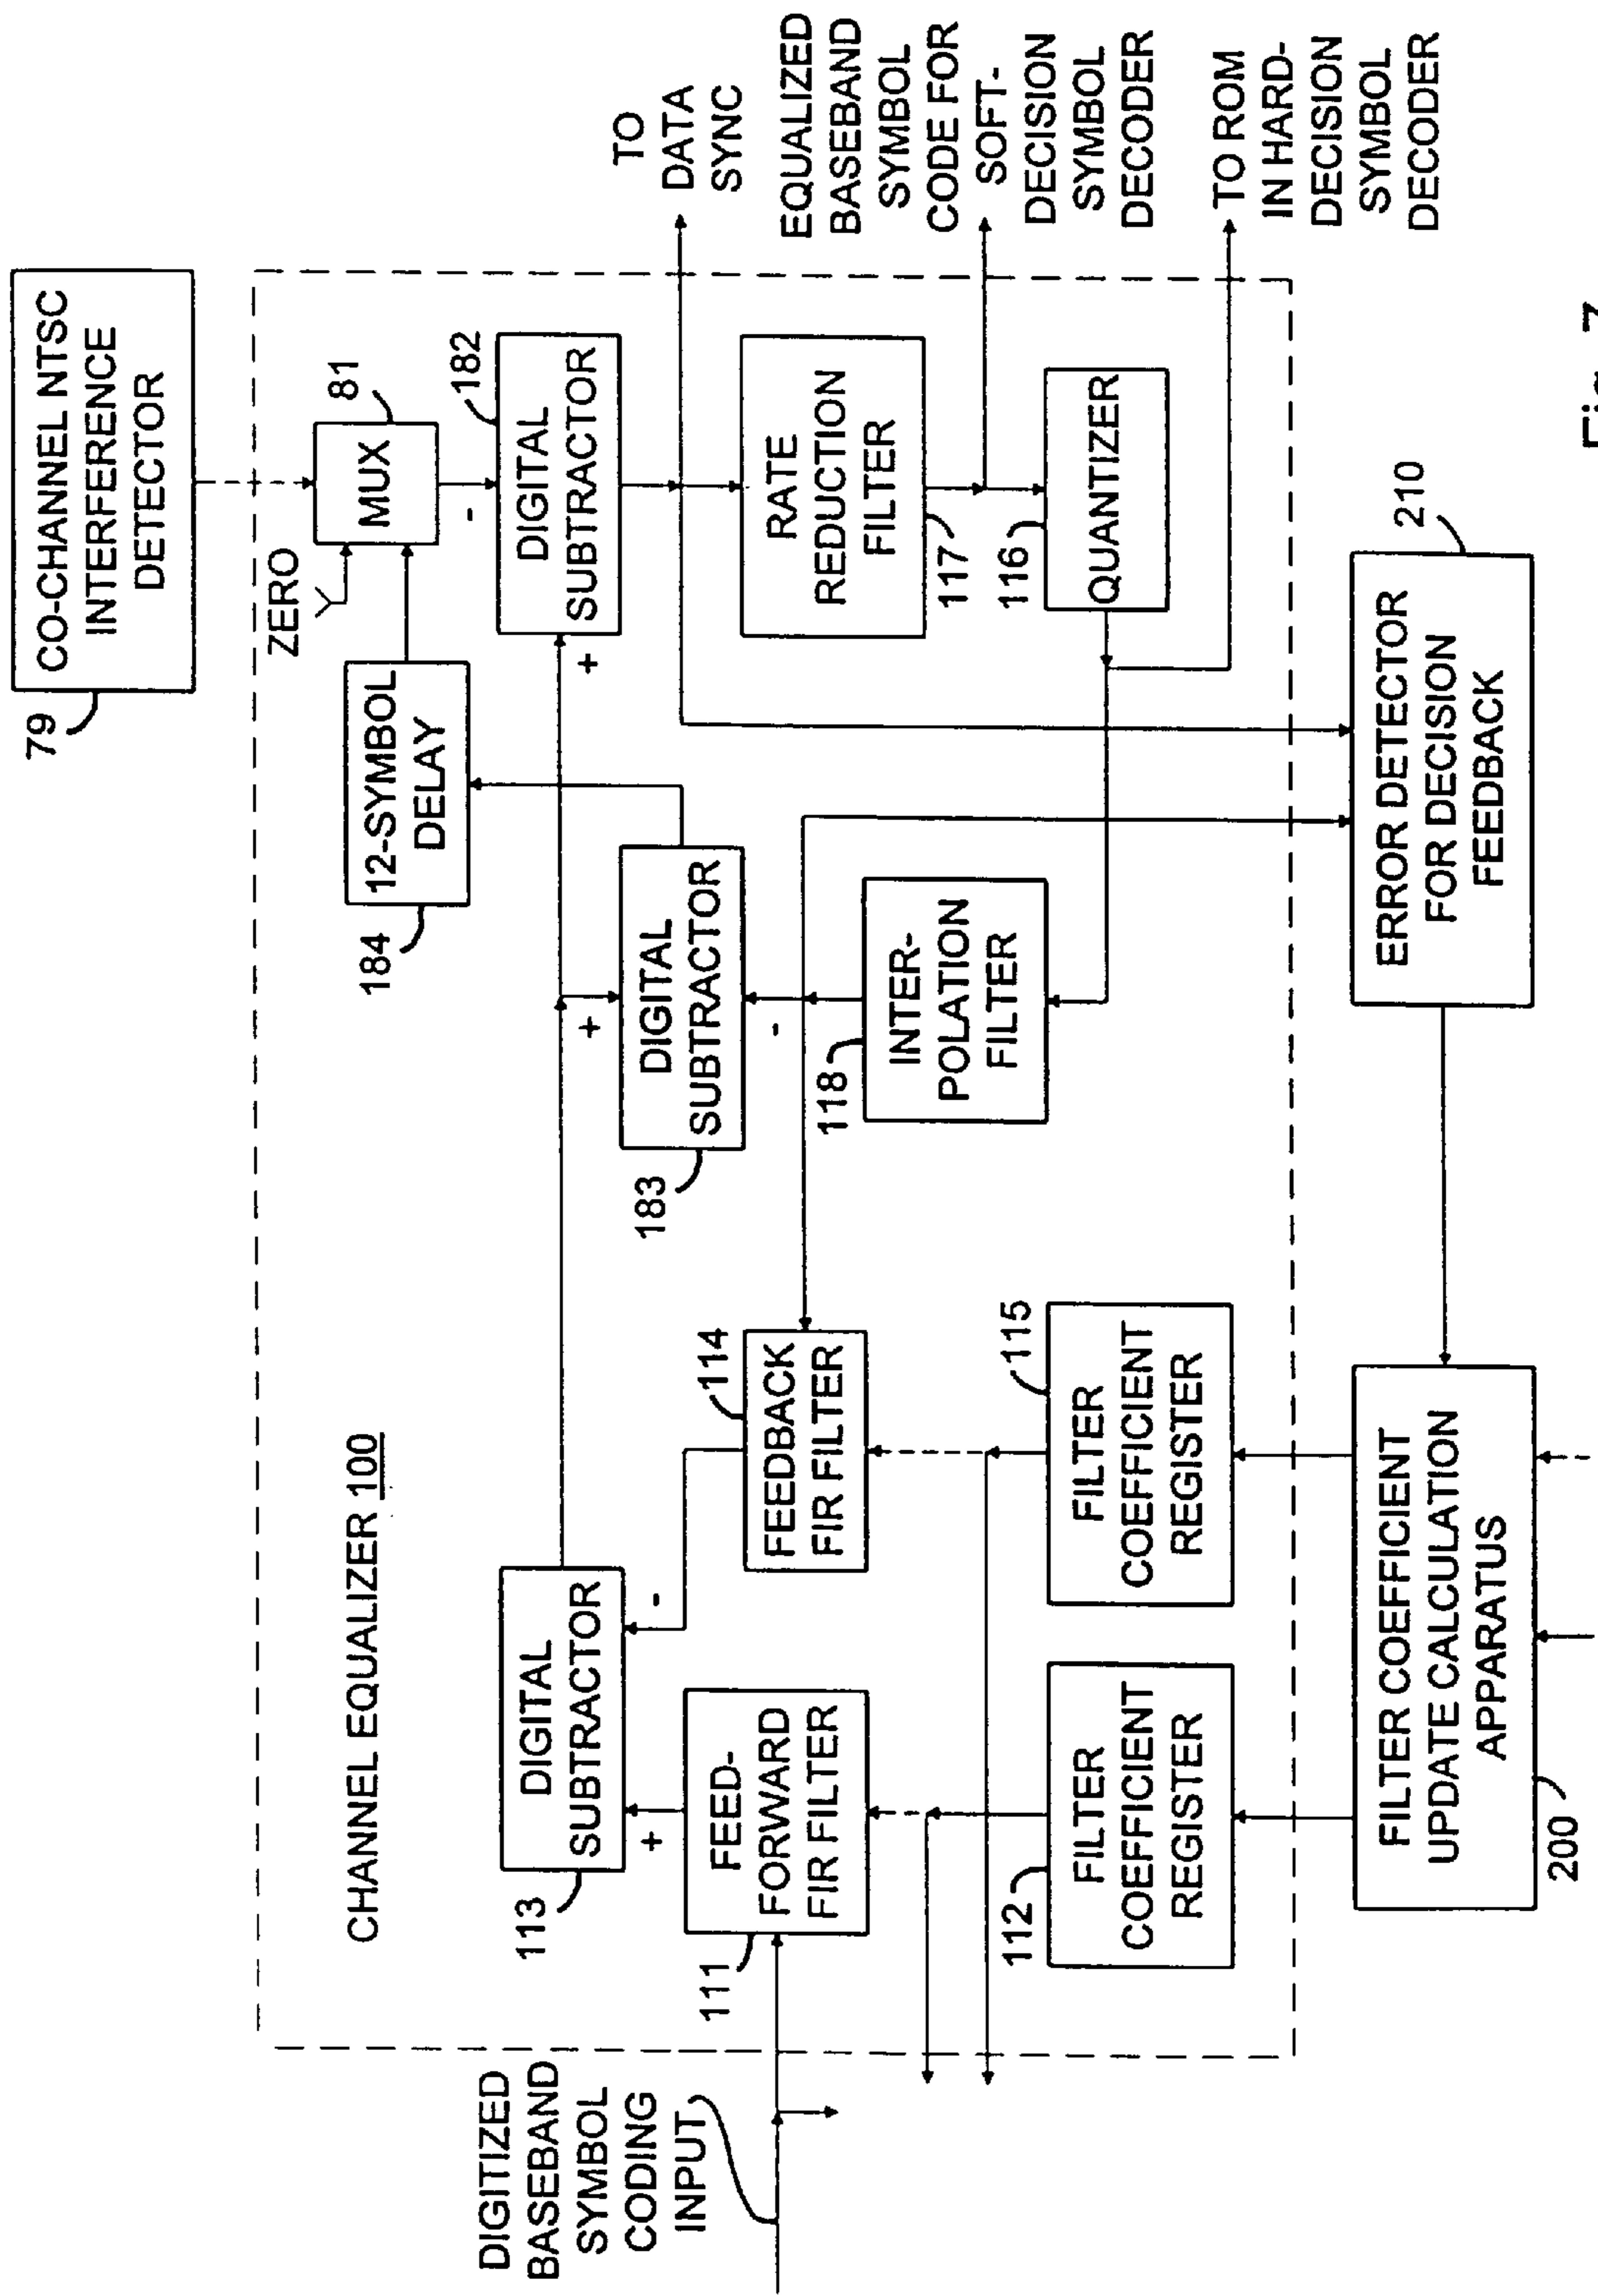 CO-CHANNEL NTSC
INTERFERENCE
DETECTOR
79
CHANNEL EQUALIZER 100
ZERO
MUX
81
12-SYMBOL
DELAY
184
DIGITAL
SUBTRACTOR
113
+
-
DIGITAL
SUBTRACTOR
182
+
-
TO
DATA
SYNC
DIGITAL
SUBTRACTOR
183
+
-
DIGITIZED
BASEBAND
SYMBOL
CODING
INPUT
FEED-
FORWARD
FIR FILTER
111
FEEDBACK
FIR FILTER
114
INTER-
POLATION
FILTER
118
RATE
REDUCTION
FILTER
117
EQUALIZED
BASEBAND
SYMBOL
CODE FOR
SOFT-
DECISION
SYMBOL
DECODER
FILTER
COEFFICIENT
REGISTER
112
FILTER
COEFFICIENT
REGISTER
115
QUANTIZER
116
TO ROM
IN HARD-
DECISION
SYMBOL
DECODER
FILTER COEFFICIENT
UPDATE CALCULATION
APPARATUS
200
ERROR DETECTOR
FOR DECISION
FEEDBACK
210